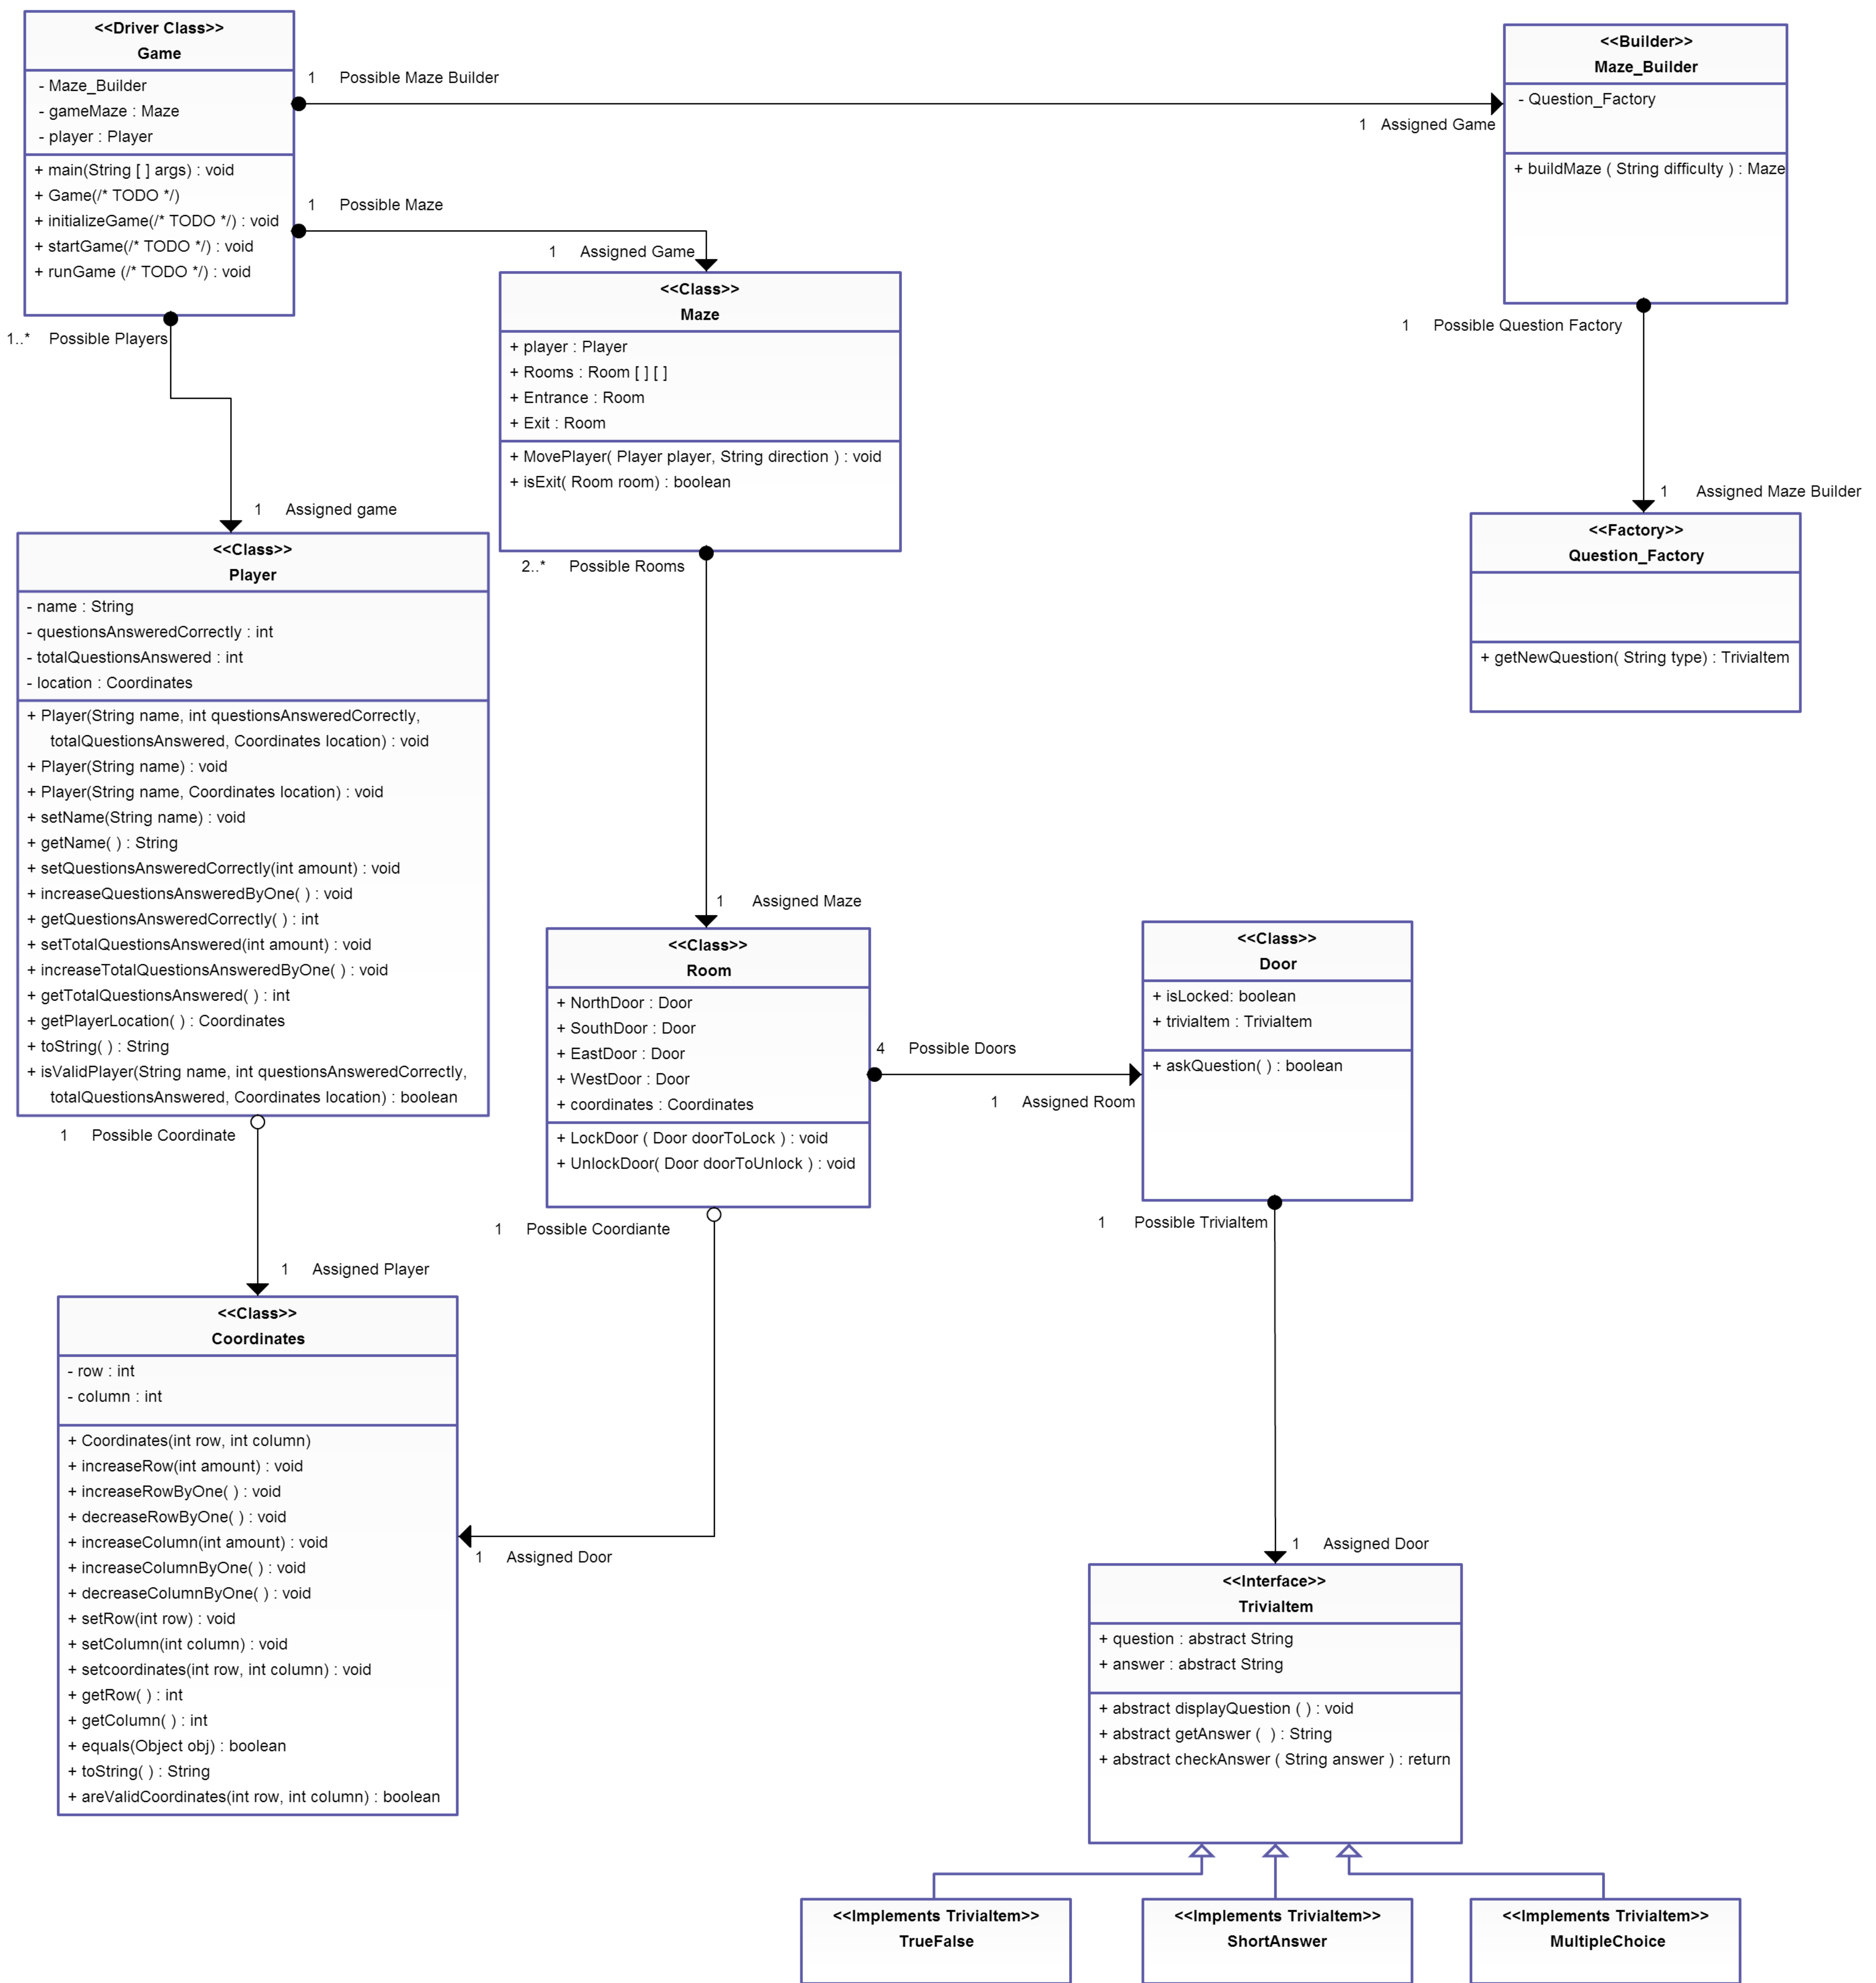 <<Driver Class>>
Game
- Maze_Builder
- gameMaze : Maze
- player : Player
+ main(String [ ] args) : void
+ Game(/* TODO */)
+ initializeGame(/* TODO */) : void
+ startGame(/* TODO */) : void
+ runGame (/* TODO */) : void
1 Possible Maze Builder
1 Assigned Game
<<Builder>>
Maze_Builder
- Question_Factory
+ buildMaze ( String difficulty ) : Maze
1 Possible Maze
1 Assigned Game
1..* Possible Players
1 Assigned game
<<Class>>
Maze
+ player : Player
+ Rooms : Room [ ] [ ]
+ Entrance : Room
+ Exit : Room
+ MovePlayer( Player player, String direction ) : void
+ isExit( Room room) : boolean
1 Possible Question Factory
1 Assigned Maze Builder
<<Factory>>
Question_Factory
+ getNewQuestion( String type) : TriviaItem
<<Class>>
Player
- name : String
- questionsAnsweredCorrectly : int
- totalQuestionsAnswered : int
- location : Coordinates
+ Player(String name, int questionsAnsweredCorrectly,
totalQuestionsAnswered, Coordinates location) : void
+ Player(String name) : void
+ Player(String name, Coordinates location) : void
+ setName(String name) : void
+ getName( ) : String
+ setQuestionsAnsweredCorrectly(int amount) : void
+ increaseQuestionsAnsweredByOne( ) : void
+ getQuestionsAnsweredCorrectly( ) : int
+ setTotalQuestionsAnswered(int amount) : void
+ increaseTotalQuestionsAnsweredByOne( ) : void
+ getTotalQuestionsAnswered( ) : int
+ getPlayerLocation( ) : Coordinates
+ toString( ) : String
+ isValidPlayer(String name, int questionsAnsweredCorrectly,
totalQuestionsAnswered, Coordinates location) : boolean
2..* Possible Rooms
1 Assigned Maze
<<Class>>
Room
+ NorthDoor : Door
+ SouthDoor : Door
+ EastDoor : Door
+ WestDoor : Door
+ coordinates : Coordinates
+ LockDoor ( Door doorToLock ) : void
+ UnlockDoor( Door doorToUnlock ) : void
4 Possible Doors
1 Assigned Room
<<Class>>
Door
+ isLocked: boolean
+ triviaItem : TriviaItem
+ askQuestion( ) : boolean
1 Possible Coordinate
1 Assigned Player
1 Possible Coordiante
1 Assigned Door
1 Possible TriviaItem
1 Assigned Door
<<Class>>
Coordinates
- row : int
- column : int
+ Coordinates(int row, int column)
+ increaseRow(int amount) : void
+ increaseRowByOne( ) : void
+ decreaseRowByOne( ) : void
+ increaseColumn(int amount) : void
+ increaseColumnByOne( ) : void
+ decreaseColumnByOne( ) : void
+ setRow(int row) : void
+ setColumn(int column) : void
+ setcoordinates(int row, int column) : void
+ getRow( ) : int
+ getColumn( ) : int
+ equals(Object obj) : boolean
+ toString( ) : String
+ areValidCoordinates(int row, int column) : boolean
<<Interface>>
TriviaItem
+ question : abstract String
+ answer : abstract String
+ abstract displayQuestion ( ) : void
+ abstract getAnswer ( ) : String
+ abstract checkAnswer ( String answer ) : return
<<Implements TriviaItem>>
TrueFalse
<<Implements TriviaItem>>
ShortAnswer
<<Implements TriviaItem>>
MultipleChoice